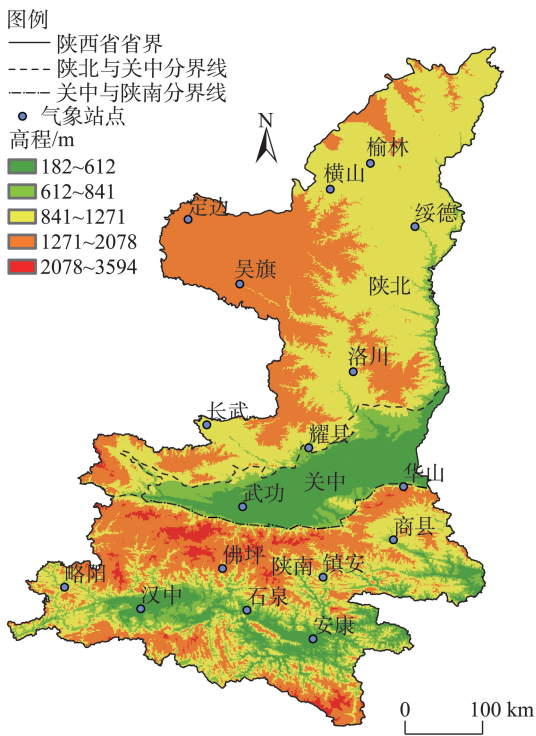 图例
陕西省省界
陕北与关中分界线
关中与陕南分界线
气象站点
高程/m
182~612
612~841
841~1271
1271~2078
2078~3594
N
榆林
横山
定边
绥德
吴旗
陕北
洛川
长武
耀县
关中
华山
武功
商县
佛坪
陕南
镇安
略阳
汉中
石泉
安康
0
100 km